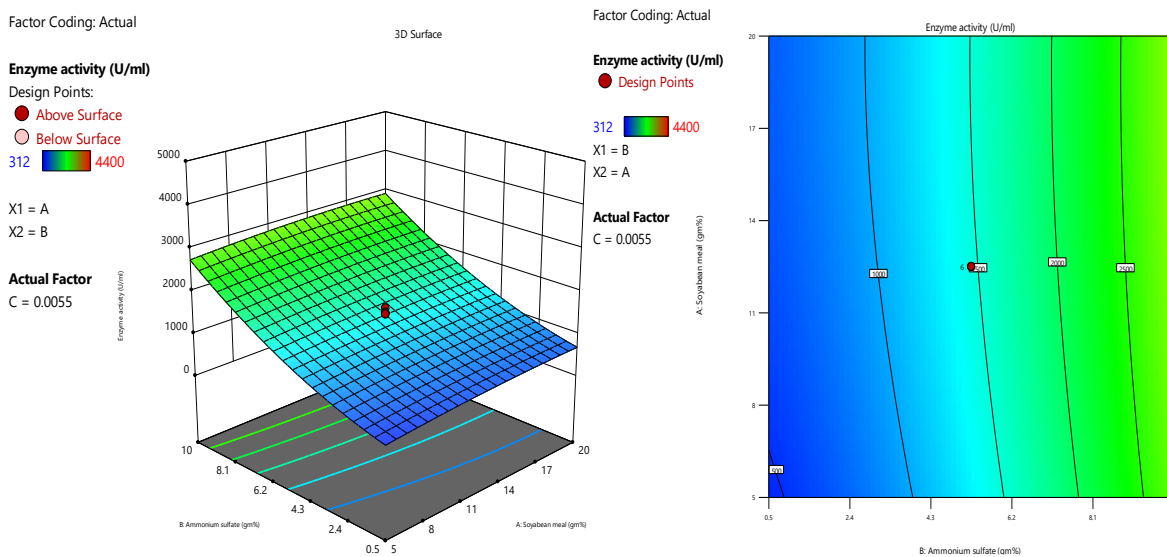 Factor Coding: Actual
3D Surface
Enzyme activity (U/ml)
Design Points:
Above Surface
Below Surface
312 4400
X1 = A
X2 = B
Actual Factor
C = 0.0055
Enzyme activity (U/ml)
5000
4000
3000
2000
1000
0
10
8.1
6.2
4.3
2.4
0.5
5
8
11
14
17
20
B: Ammonium sulfate (gm%)
A: Soyabean meal (gm%)
Factor Coding: Actual
Enzyme activity (U/ml)
Enzyme activity (U/ml)
Design Points
312 4400
X1 = B
X2 = A
Actual Factor
C = 0.0055
A: Soyabean meal (gm%)
20
17
14
11
8
5
0.5 2.4 4.3 6.2 8.1
B: Ammonium sulfate (gm%)
500
1000
6
500
2000
2500